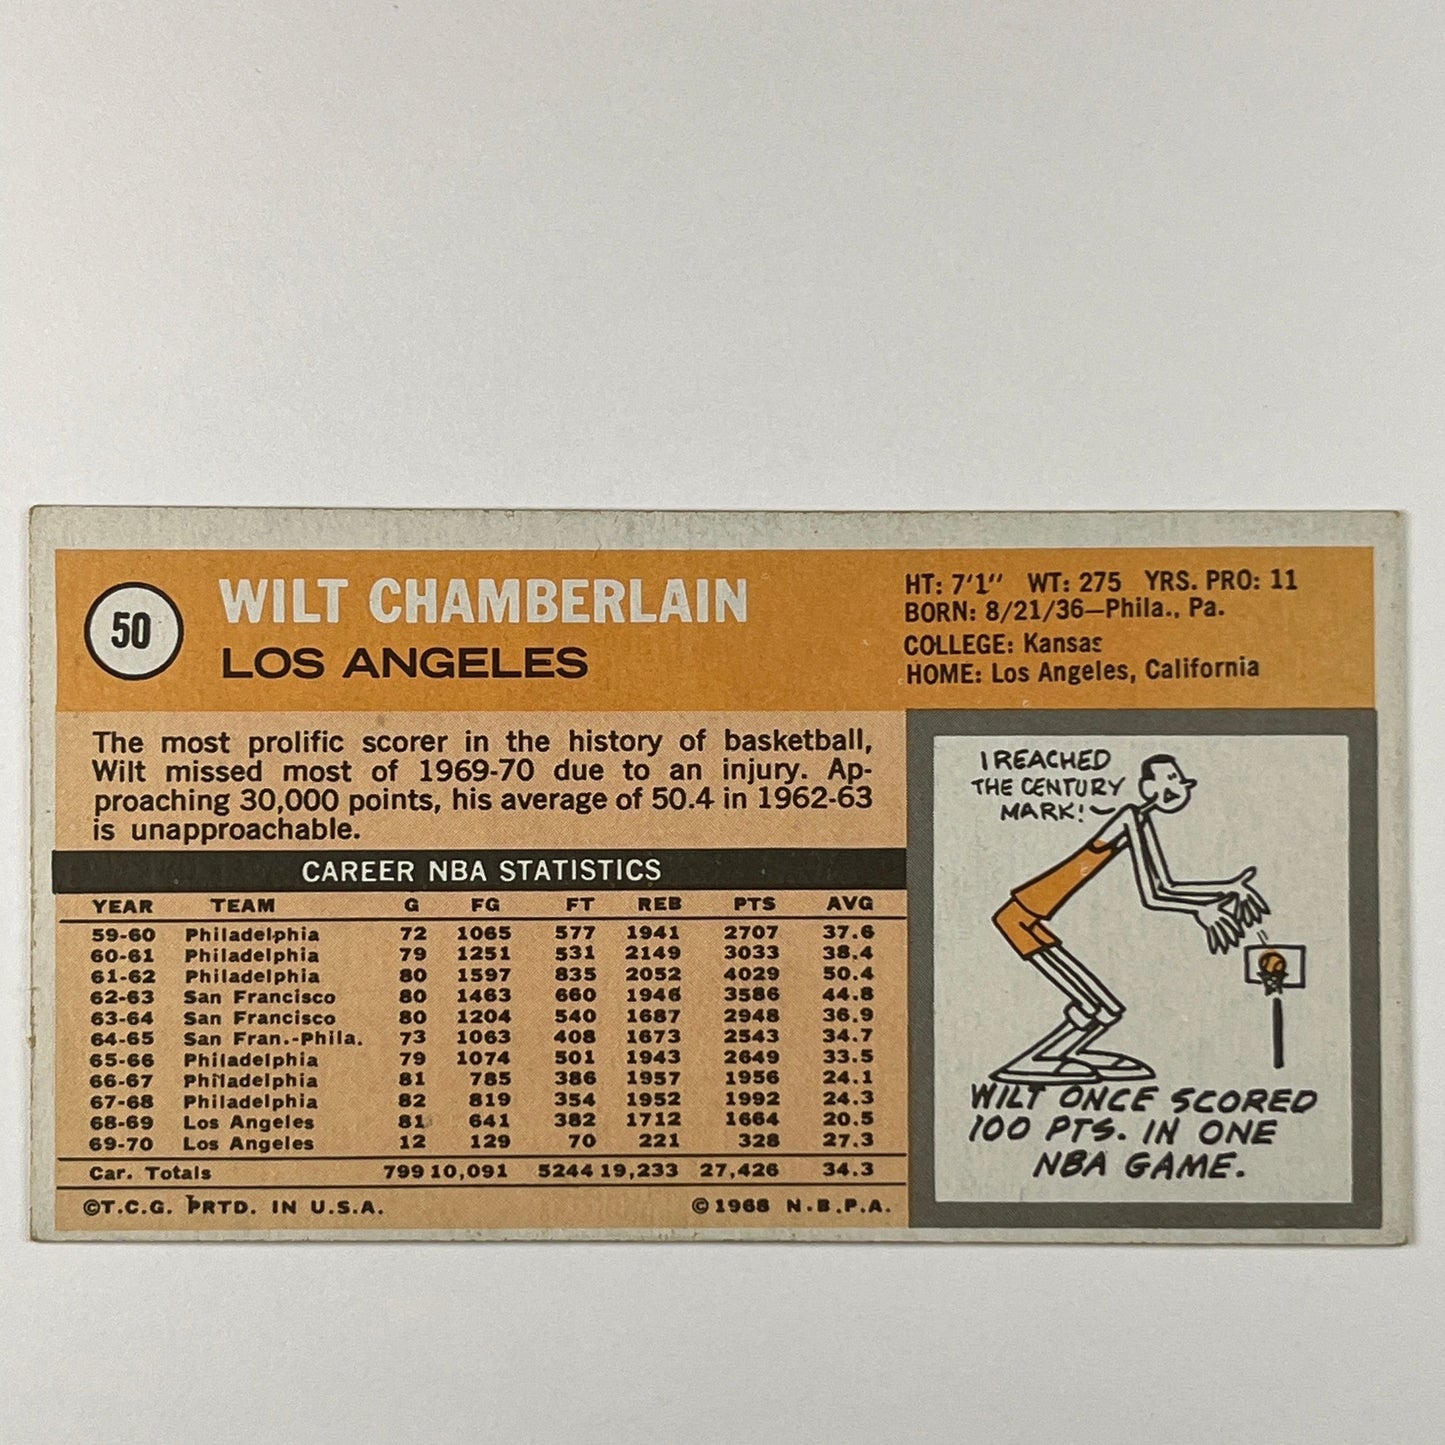 50
WILT CHAMBERLAIN
LOS ANGELES
HT: 7'1" WT: 275 YRS. PRO: 11
BORN: 8/21/36—Phila., Pa.
COLLEGE: Kansas
HOME: Los Angeles, California
The most prolific scorer in the history of basketball,
Wilt missed most of 1969-70 due to an injury. Ap-
proaching 30,000 points, his average of 50.4 in 1962-63
is unapproachable.
CAREER NBA STATISTICS
YEAR TEAM G FG FT REB PTS AVG
59-60 Philadelphia 72 1065 577 1941 2707 37.6
60-61 Philadelphia 79 1251 531 2149 3033 38.4
61-62 Philadelphia 80 1597 835 2052 4029 50.4
62-63 San Francisco 80 1463 660 1946 3586 44.8
63-64 San Francisco 80 1204 540 1687 2948 36.9
64-65 San Fran.-Phila. 73 1063 408 1673 2543 34.7
65-66 Philadelphia 79 1074 501 1943 2649 33.5
66-67 Philadelphia 81 785 386 1957 1956 24.1
67-68 Philadelphia 82 819 354 1952 1992 24.3
68-69 Los Angeles 81 641 382 1712 1664 20.5
69-70 Los Angeles 12 129 70 221 328 27.3
Car. Totals 799 10,091 5244 19,233 27,426 34.3
©T.C.G. PRTD. IN U.S.A. ©1968 N.B.P.A.
I REACHED
THE CENTURY
MARK!
WILT ONCE SCORED
100 PTS. IN ONE
NBA GAME.